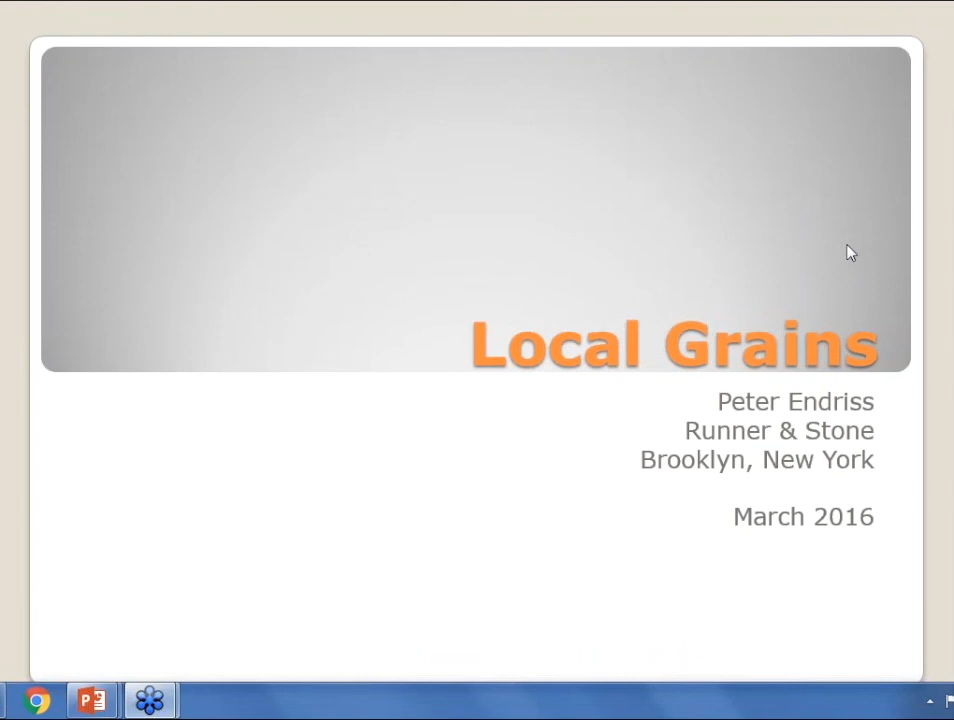 Local Grains
Peter Endriss
Runner & Stone
Brooklyn, New York
March 2016